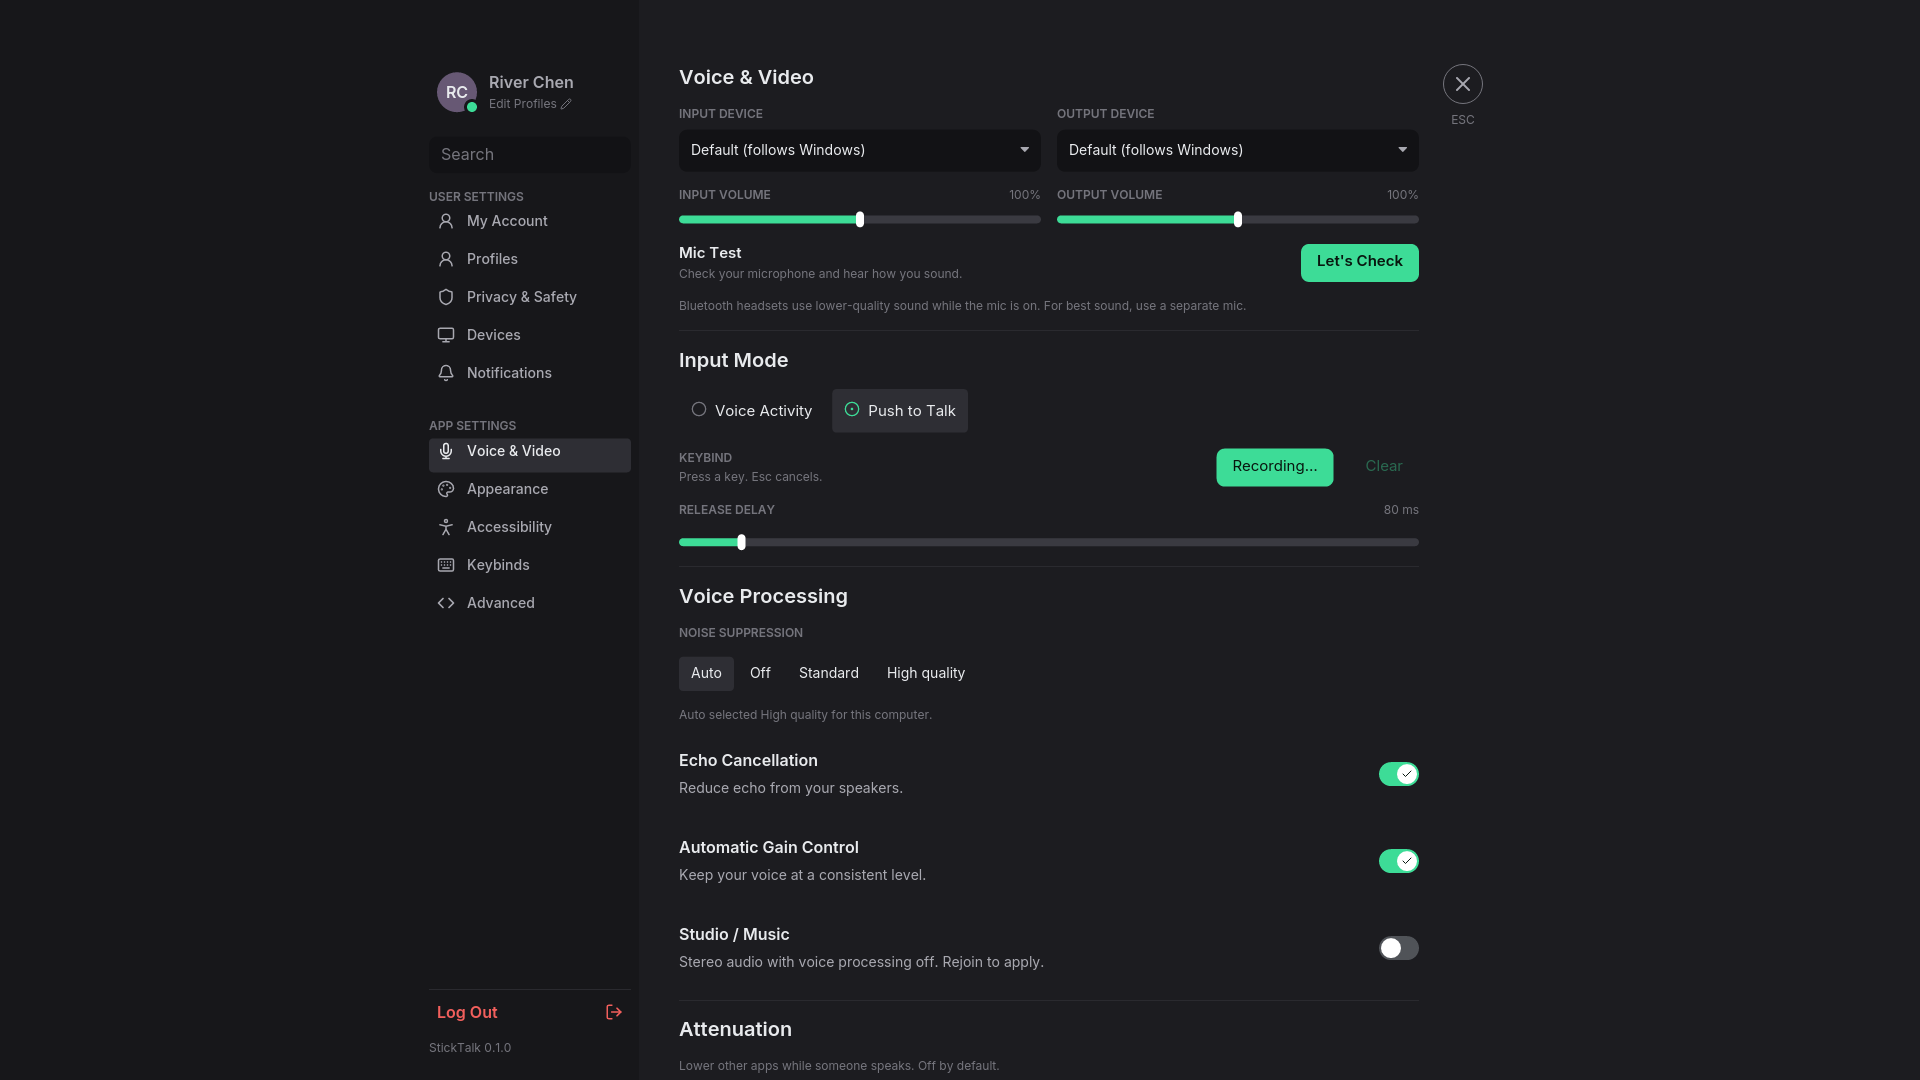 RC
River Chen
Edit Profiles
Search
USER SETTINGS
My Account
Profiles
Privacy & Safety
Devices
Notifications
APP SETTINGS
Voice & Video
Appearance
Accessibility
Keybinds
Advanced
Log Out
StickTalk 0.1.0
Voice & Video
INPUT DEVICE
Default (follows Windows)
OUTPUT DEVICE
Default (follows Windows)
INPUT VOLUME 100%
OUTPUT VOLUME 100%
Mic Test
Check your microphone and hear how you sound.
Let's Check
Bluetooth headsets use lower-quality sound while the mic is on. For best sound, use a separate mic.
Input Mode
Voice Activity
Push to Talk
KEYBIND
Press a key. Esc cancels.
Recording...
Clear
RELEASE DELAY 80 ms
Voice Processing
NOISE SUPPRESSION
Auto Off Standard High quality
Auto selected High quality for this computer.
Echo Cancellation
Reduce echo from your speakers.
Automatic Gain Control
Keep your voice at a consistent level.
Studio / Music
Stereo audio with voice processing off. Rejoin to apply.
Attenuation
Lower other apps while someone speaks. Off by default.
ESC